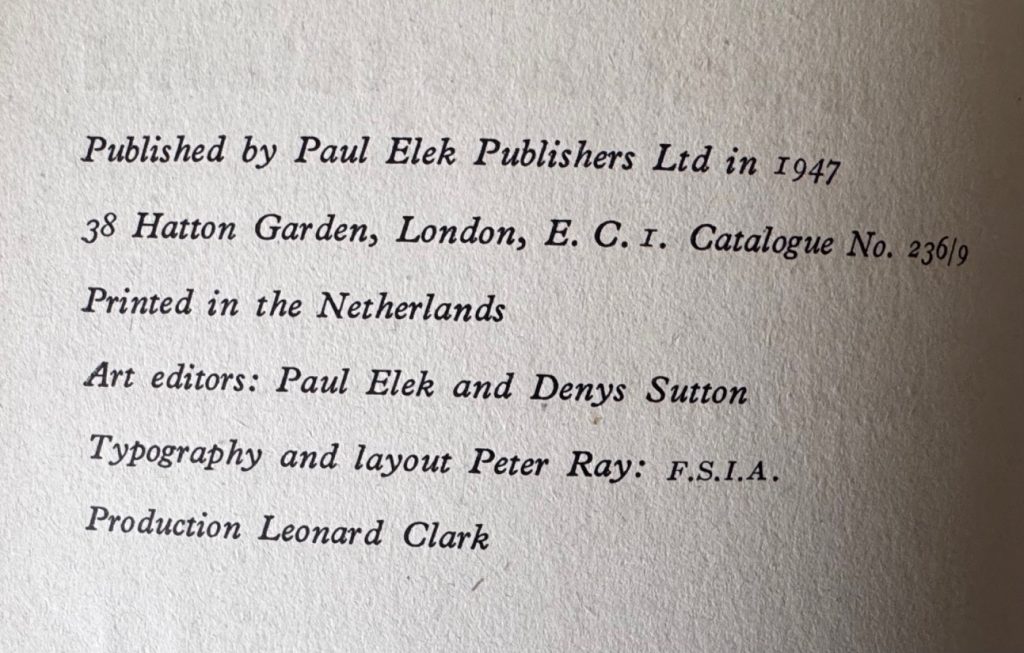 Published by Paul Elek Publishers Ltd in 1947
38 Hatton Garden, London, E. C. 1. Catalogue No. 236/9
Printed in the Netherlands
Art editors: Paul Elek and Denys Sutton
Typography and layout Peter Ray: F.S.I.A.
Production Leonard Clark